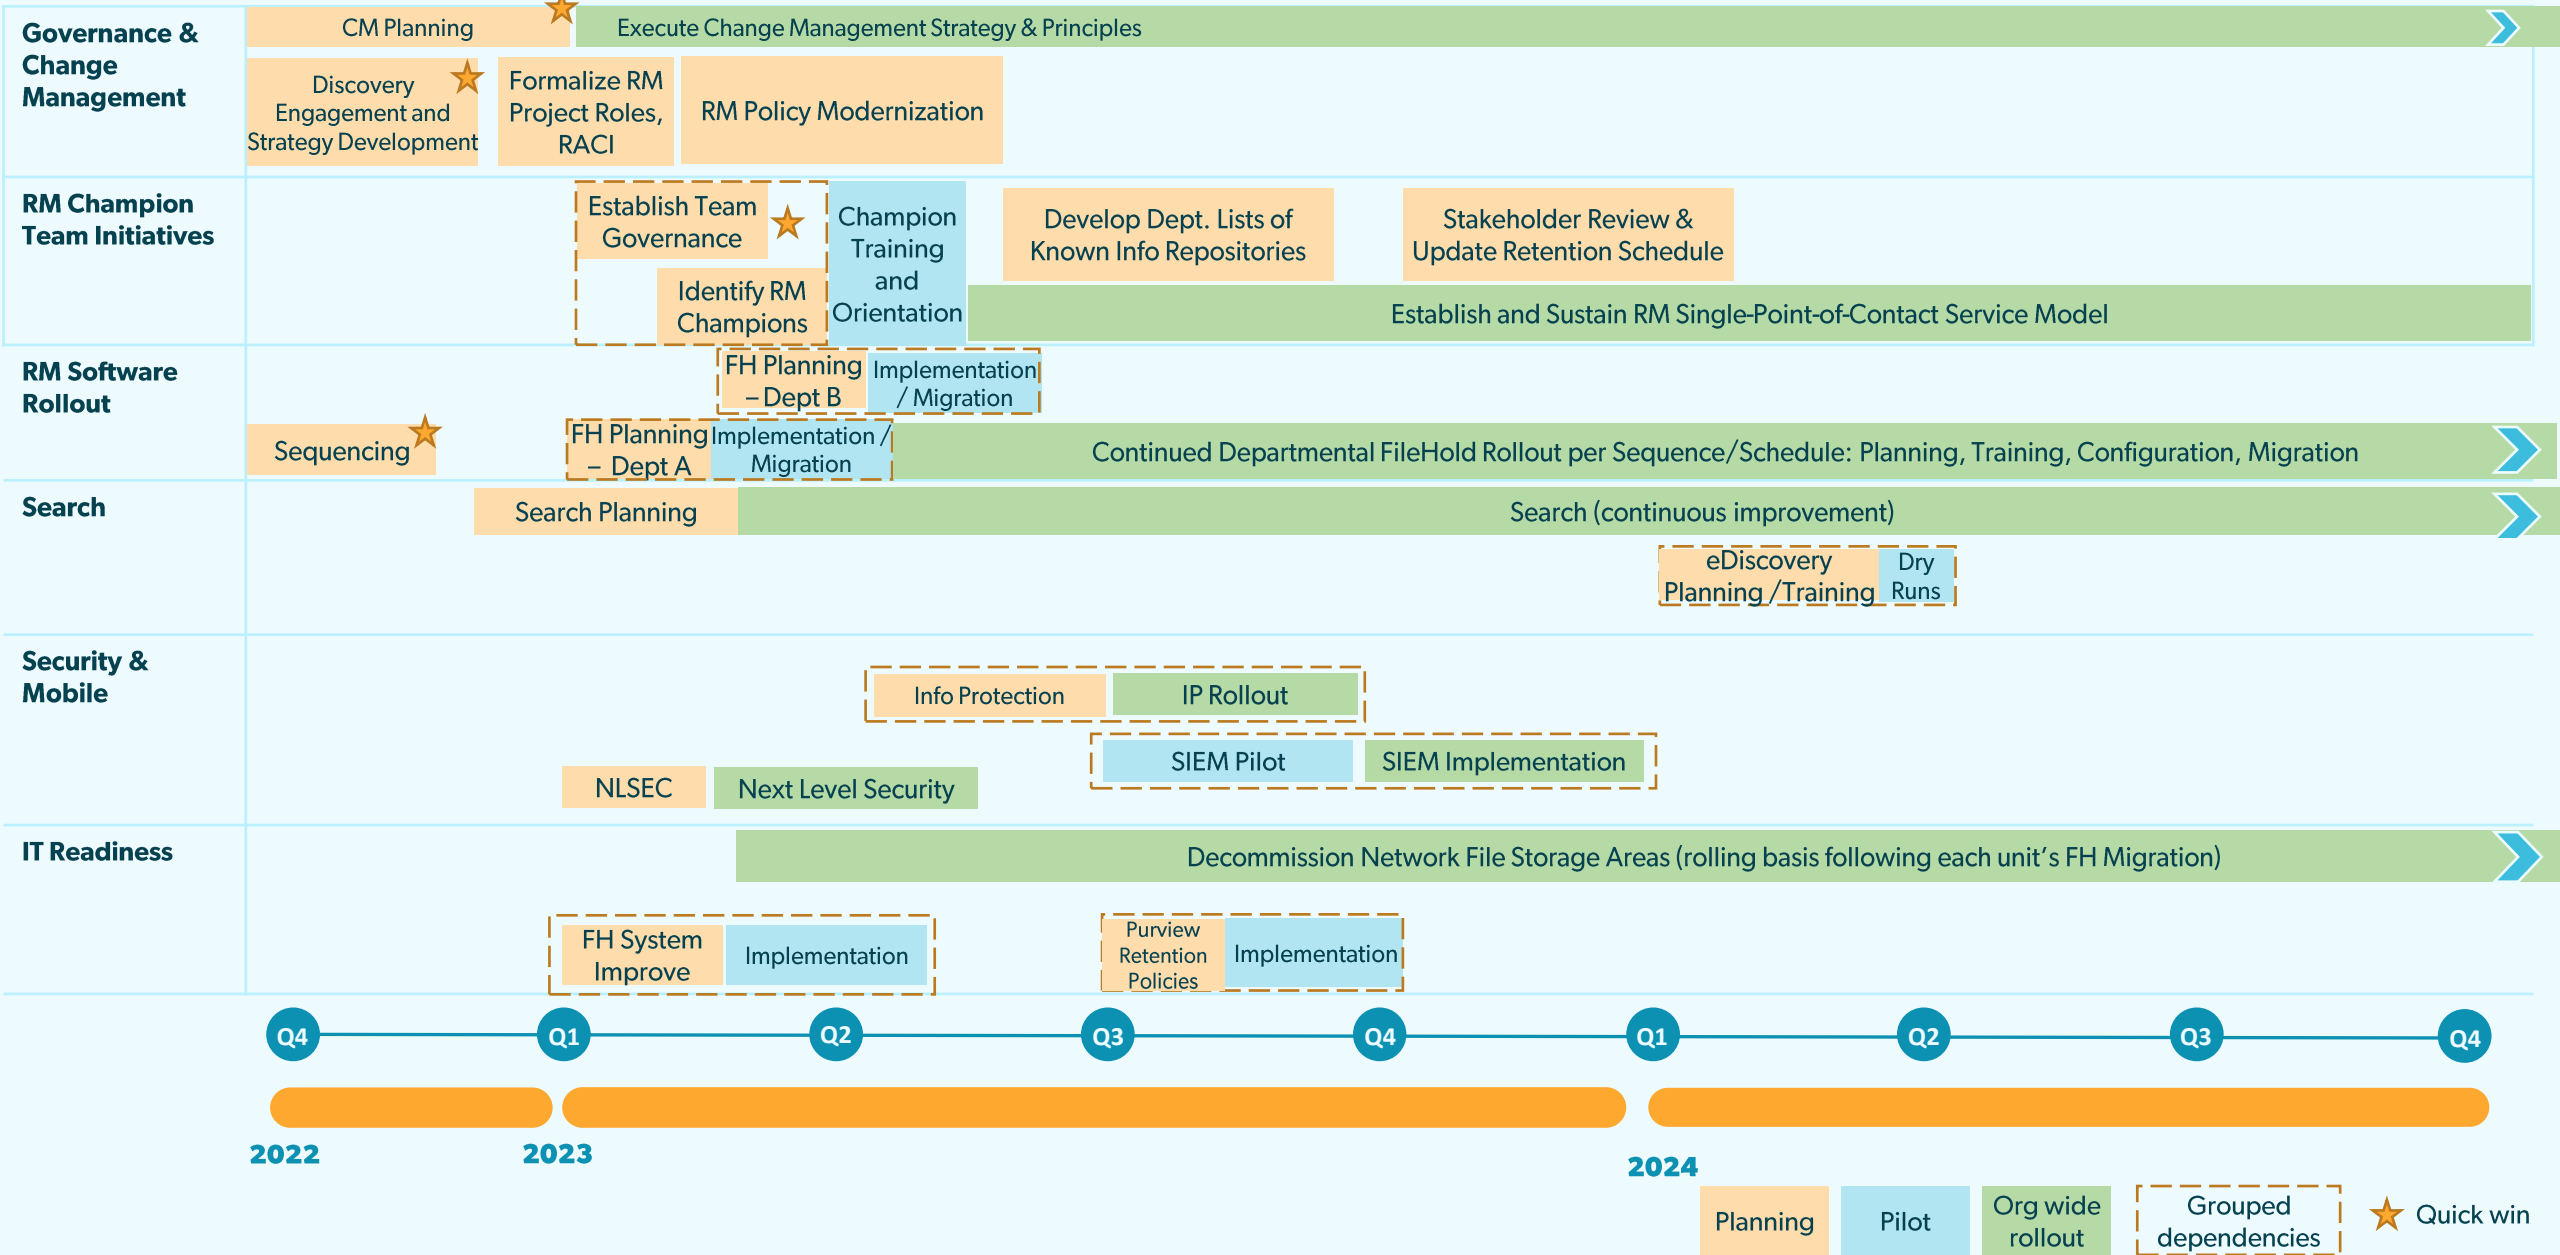 Governance &
Change
Management
CM Planning
Execute Change Management Strategy & Principles
Discovery
Engagement and
Strategy Development
Formalize RM
Project Roles,
RACI
RM Policy Modernization
RM Champion
Team Initiatives
Establish Team
Governance
Identify RM
Champions
Champion
Training
and
Orientation
Develop Dept. Lists of
Known Info Repositories
Stakeholder Review &
Update Retention Schedule
Establish and Sustain RM Single-Point-of-Contact Service Model
RM Software
Rollout
FH Planning
– Dept B
Implementation
/ Migration
Sequencing
FH Planning
– Dept A
Implementation /
Migration
Continued Departmental FileHold Rollout per Sequence/Schedule: Planning, Training, Configuration, Migration
Search
Search Planning
Search (continuous improvement)
eDiscovery
Planning /Training
Dry
Runs
Security &
Mobile
Info Protection
IP Rollout
SIEM Pilot
SIEM Implementation
NLSEC
Next Level Security
IT Readiness
Decommission Network File Storage Areas (rolling basis following each unit's FH Migration)
FH System
Improve
Implementation
Purview
Retention
Policies
Implementation
Q4
Q1
Q2
Q3
Q4
Q1
Q2
Q3
Q4
2022
2023
2024
Planning
Pilot
Org wide
rollout
Grouped
dependencies
Quick win